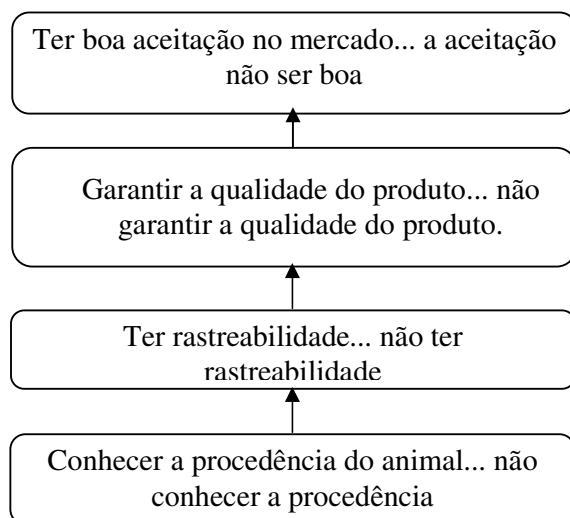 Ter boa aceitação no mercado... a aceitação
não ser boa
Garantir a qualidade do produto... não
garantir a qualidade do produto.
Ter rastreabilidade... não ter
rastreabilidade
Conhecer a procedência do animal... não
conhecer a procedência